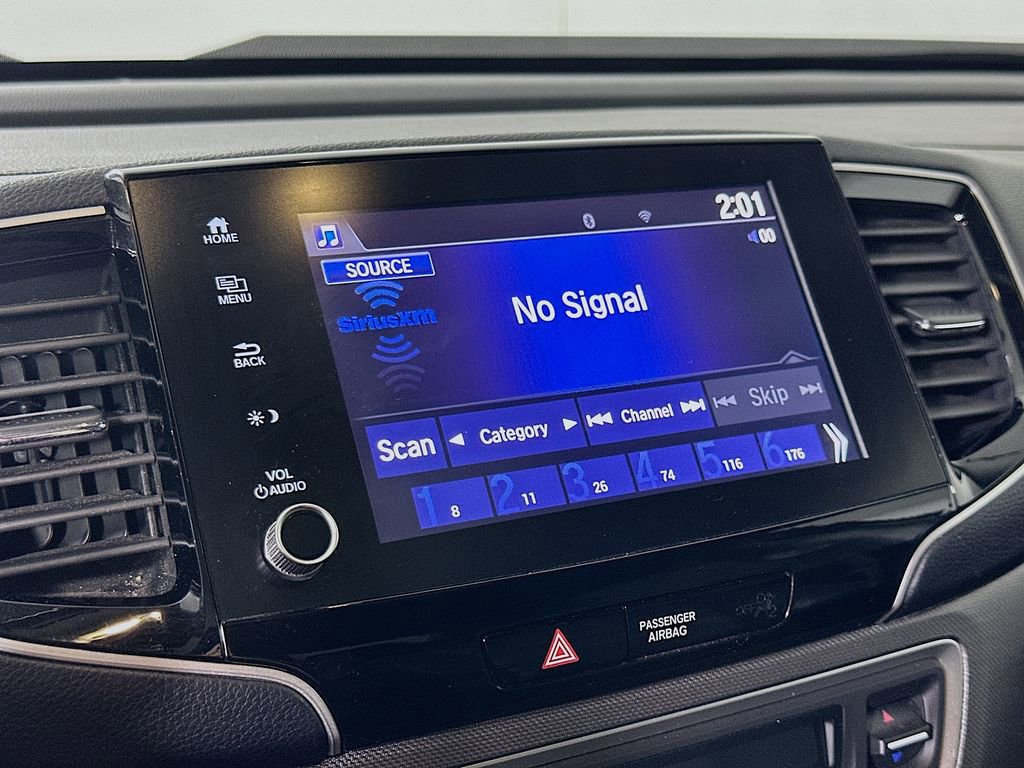 2:01
00
HOME
SOURCE
SiriusXM
No Signal
MENU
BACK
Scan
Category
Channel
Skip
1 8
2 11
3 26
4 74
5 116
6 176
VOL
AUDIO
PASSENGER
AIRBAG